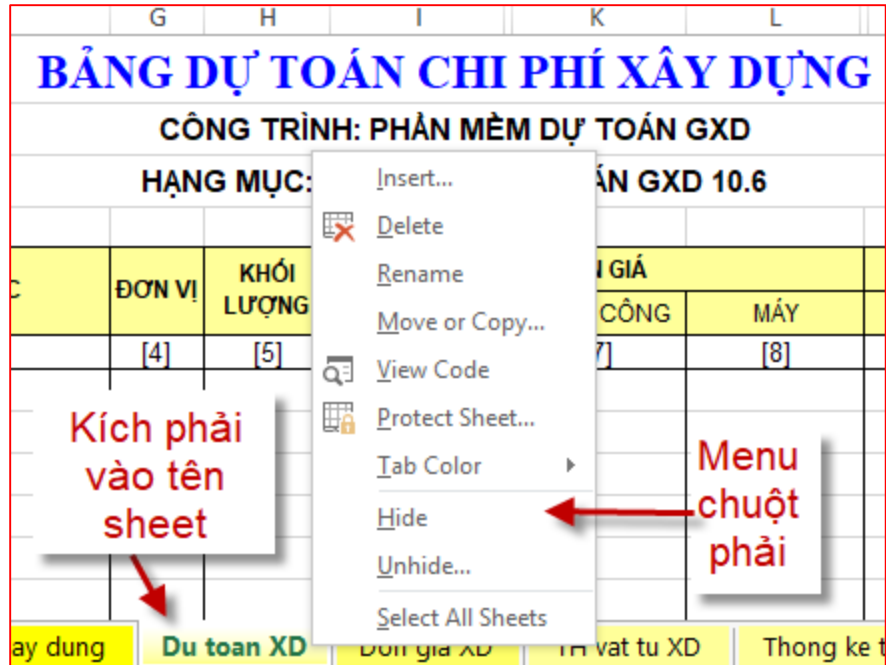 G H I K L
BẢNG DỰ TOÁN CHI PHÍ XÂY DỰNG
CÔNG TRÌNH: PHẦN MỀM DỰ TOÁN GXD
HẠNG MỤC: ÁN GXD 10.6
ĐƠN VỊ
KHỐI
LƯỢNG
GIÁ
CÔNG
MÁY
[4] [5] 7] [8]
Insert...
Delete
Rename
Move or Copy...
View Code
Protect Sheet...
Tab Color
Hide
Unhide...
Select All Sheets
Kích phải
vào tên
sheet
Menu
chuột
phải
ay dung Du toan XD Don gia XD TH vat tu XD Thong ke t